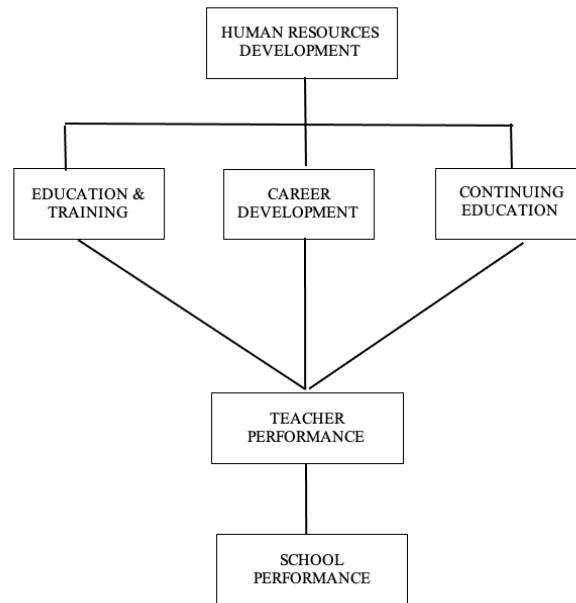 HUMAN RESOURCES
DEVELOPMENT
EDUCATION &
TRAINING
CAREER
DEVELOPMENT
CONTINUING
EDUCATION
TEACHER
PERFORMANCE
SCHOOL
PERFORMANCE